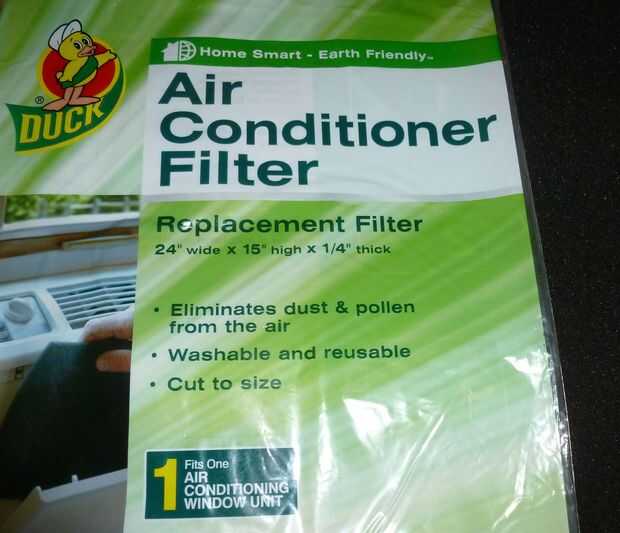 DUCK
®
Home Smart - Earth Friendly™
Air
Conditioner
Filter
Replacement Filter
24" wide x 15" high x 1/4" thick
• Eliminates dust & pollen
from the air
• Washable and reusable
• Cut to size
1
Fits One
AIR
CONDITIONING
WINDOW UNIT